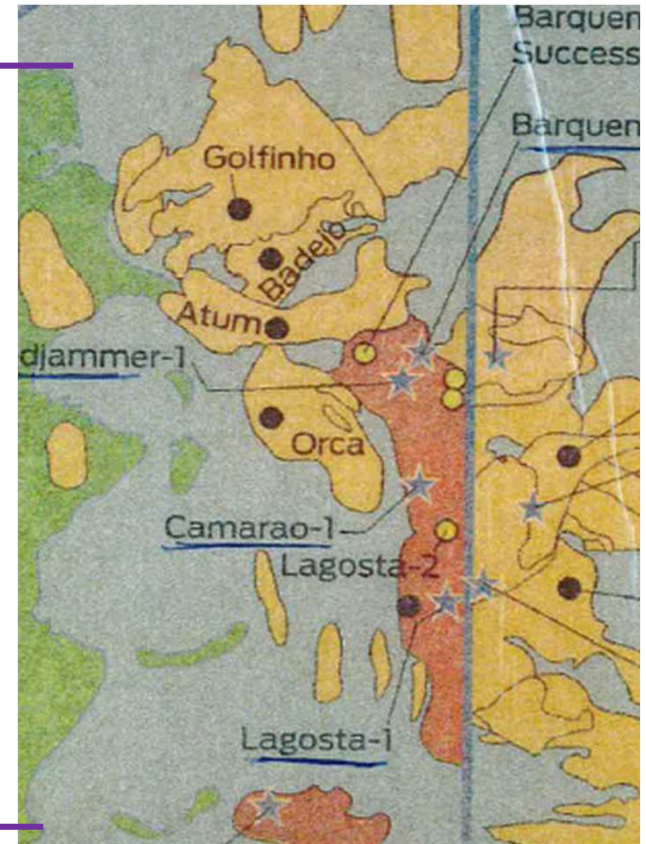 Barquen
Success
Barquen
Golfinho
Badejo
Atum
djammer-1
Orca
Camarao-1
Lagosta-2
Lagosta-1